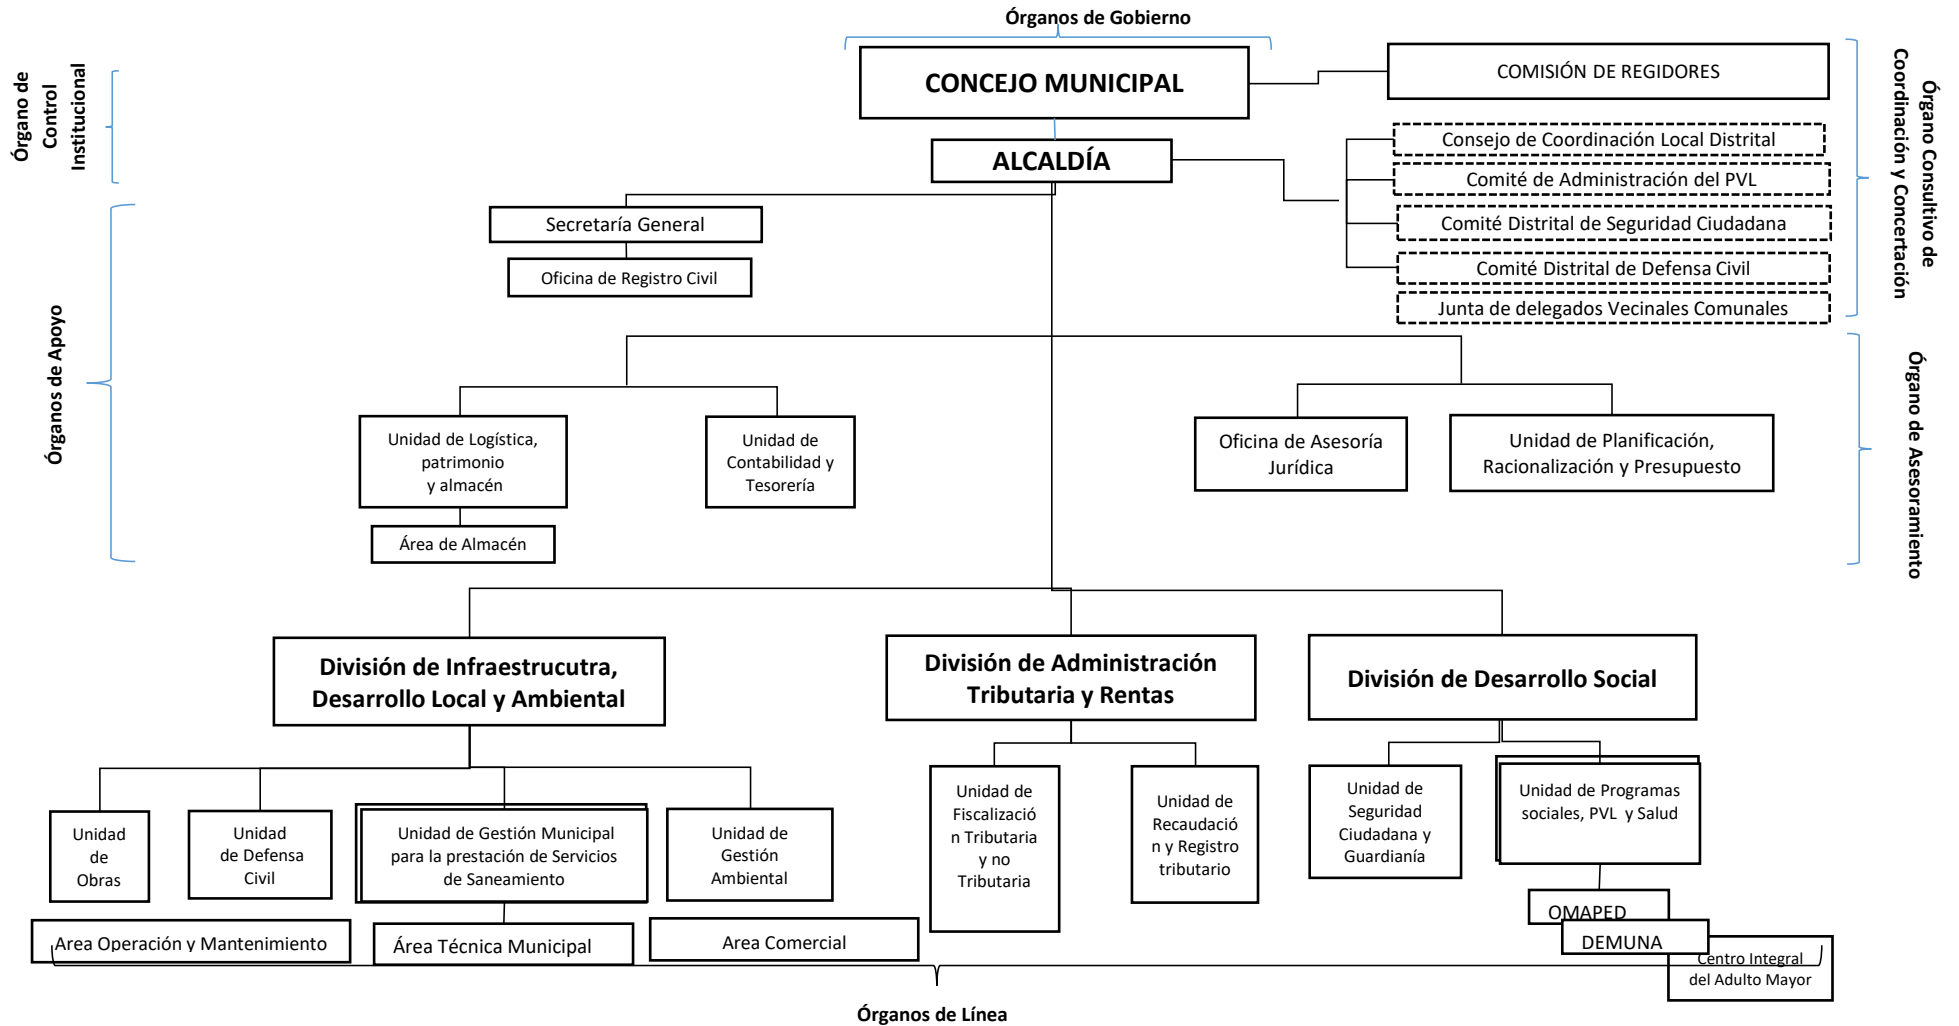 Órganos de Gobierno
Órgano de
Control
Institucional
CONCEJO MUNICIPAL
COMISIÓN DE REGIDORES
Órgano Consultivo de
Coordinación y Concertación
ALCALDÍA
Consejo de Coordinación Local Distrital
Comité de Administración del PVL
Comité Distrital de Seguridad Ciudadana
Comité Distrital de Defensa Civil
Junta de delegados Vecinales Comunales
Secretaría General
Oficina de Registro Civil
Órganos de Apoyo
Unidad de Logística,
patrimonio
y almacén
Unidad de
Contabilidad y
Tesorería
Oficina de Asesoría
Jurídica
Unidad de Planificación,
Racionalización y Presupuesto
Órgano de Asesoramiento
Área de Almacén
División de Infraestrucutra,
Desarrollo Local y Ambiental
División de Administración
Tributaria y Rentas
División de Desarrollo Social
Unidad
de
Obras
Unidad
de Defensa
Civil
Unidad de Gestión Municipal
para la prestación de Servicios
de Saneamiento
Unidad de
Gestión
Ambiental
Unidad de
Fiscalizació
n Tributaria
y no
Tributaria
Unidad de
Recaudació
n y Registro
tributario
Unidad de
Seguridad
Ciudadana y
Guardianía
Unidad de Programas
sociales, PVL y Salud
Area Operación y Mantenimiento
Área Técnica Municipal
Area Comercial
OMAPED
DEMUNA
Centro Integral
del Adulto Mayor
Órganos de Línea